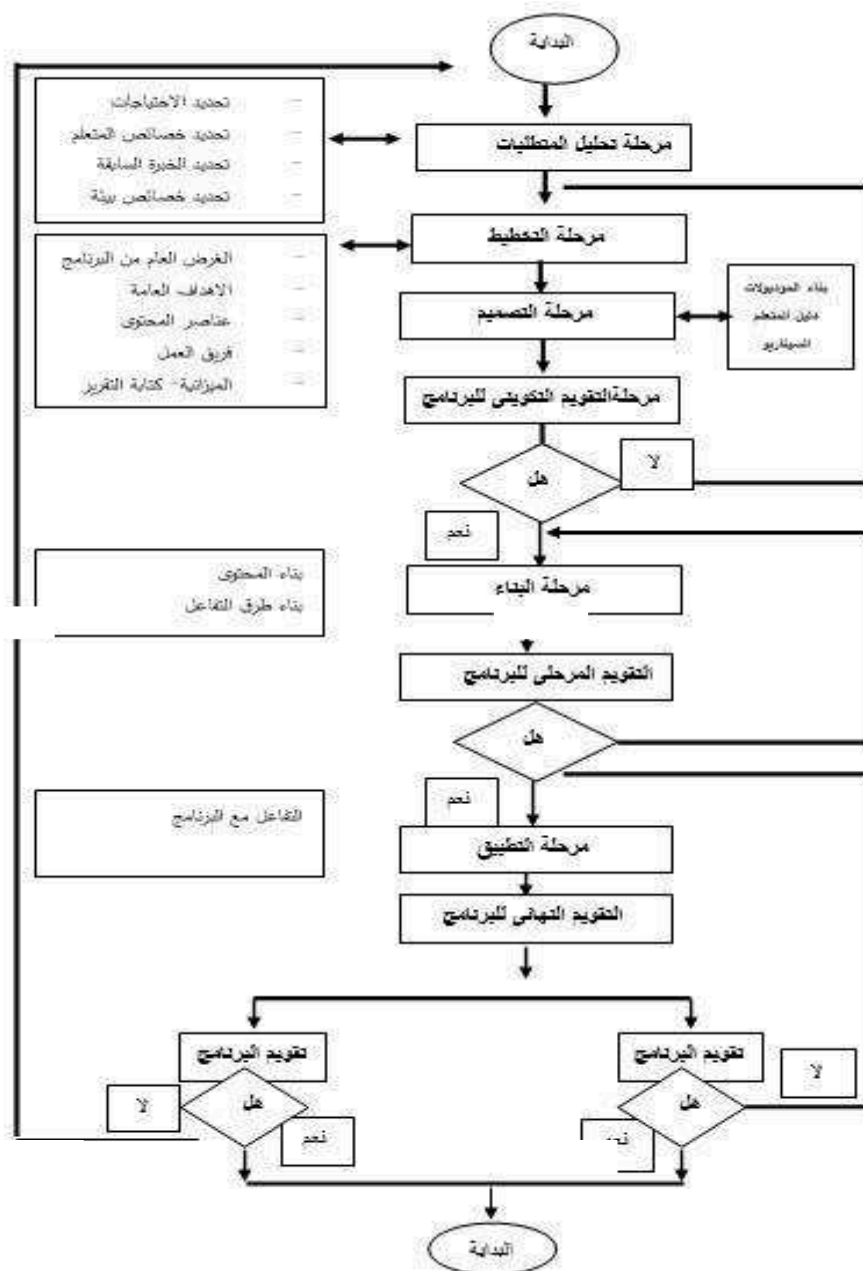 البداية
تحديد الاحتياجات
تحديد خصائص المتعلم
تحديد الخبرة السابقة
تحديد خصائص بيئة
مرحلة تحليل المتطلبات
مرحلة التخطيط
الغرض العام من البرنامج
الاهداف العامة
عناصر المحتوى
فريق العمل
الميزانية- كتابة التقرير
مرحلة التصميم
بناء الموديولات
دليل المتعلم
السيناريو
مرحلةالتقويم التكوينى للبرنامج
هل
لا
نعم
بناء المحتوى
بناء طرق التفاعل
مرحلة البناء
التقويم المرحلى للبرنامج
هل
نعم
التفاعل مع البرنامج
مرحلة التطبيق
التقويم النهانى للبرنامج
تقويم البرنامج
تقويم البرنامج
لا
هل
نعم
هل
لا
البداية